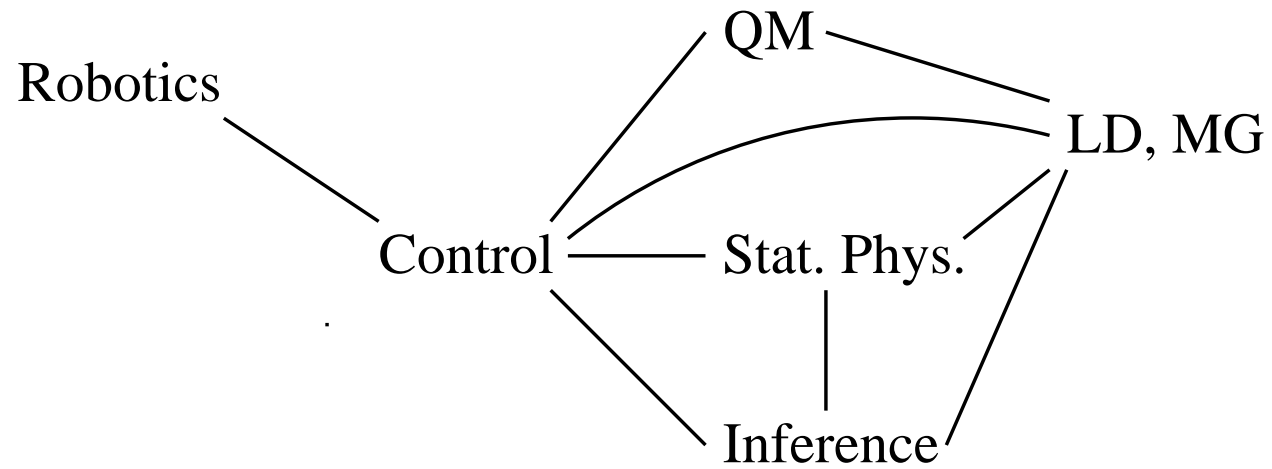 QM
Robotics
LD, MG
Control
Stat. Phys.
.
Inference